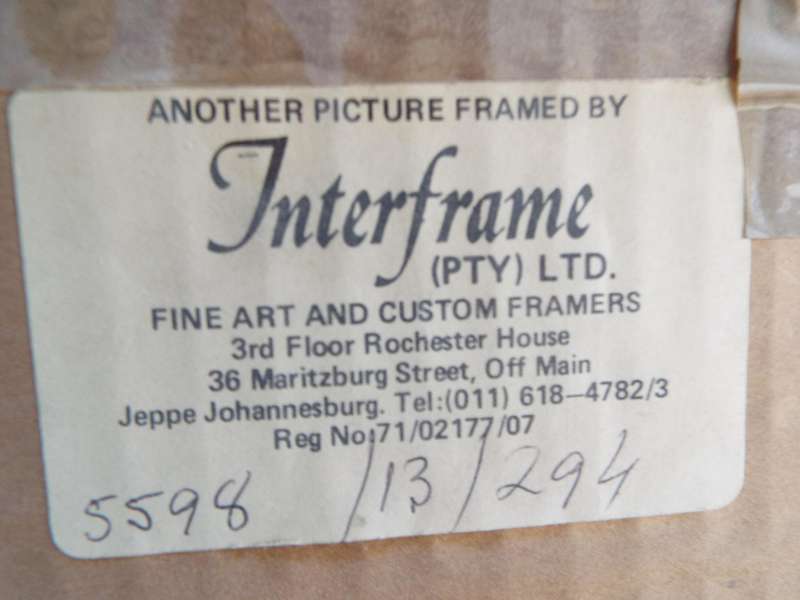 ANOTHER PICTURE FRAMED BY
Interframe
(PTY) LTD.
FINE ART AND CUSTOM FRAMERS
3rd Floor Rochester House
36 Maritzburg Street, Off Main
Jeppe Johannesburg. Tel:(011) 618—4782/3
Reg No:71/02177/07
5598 /13/294